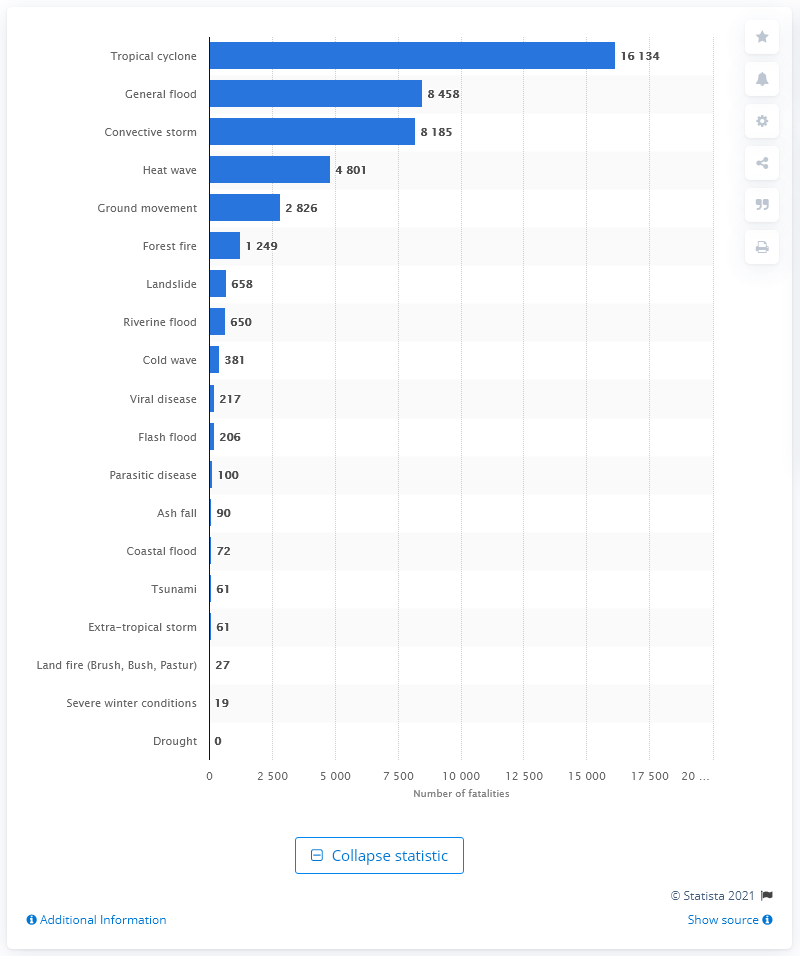 Tropical cyclone 16 134
General flood 8 458
Convective storm 8 185
Heat wave 4 801
Ground movement 2 826
Forest fire 1 249
Landslide 658
Riverine flood 650
Cold wave 381
Viral disease 217
Flash flood 206
Parasitic disease 100
Ash fall 90
Coastal flood 72
Tsunami 61
Extra-tropical storm 61
Land fire (Brush, Bush, Pastur) 27
Severe winter conditions 19
Drought 0
0 2 500 5 000 7 500 10 000 12 500 15 000 17 500 20 ...
Number of fatalities
Collapse statistic
© Statista 2021
Additional Information Show source